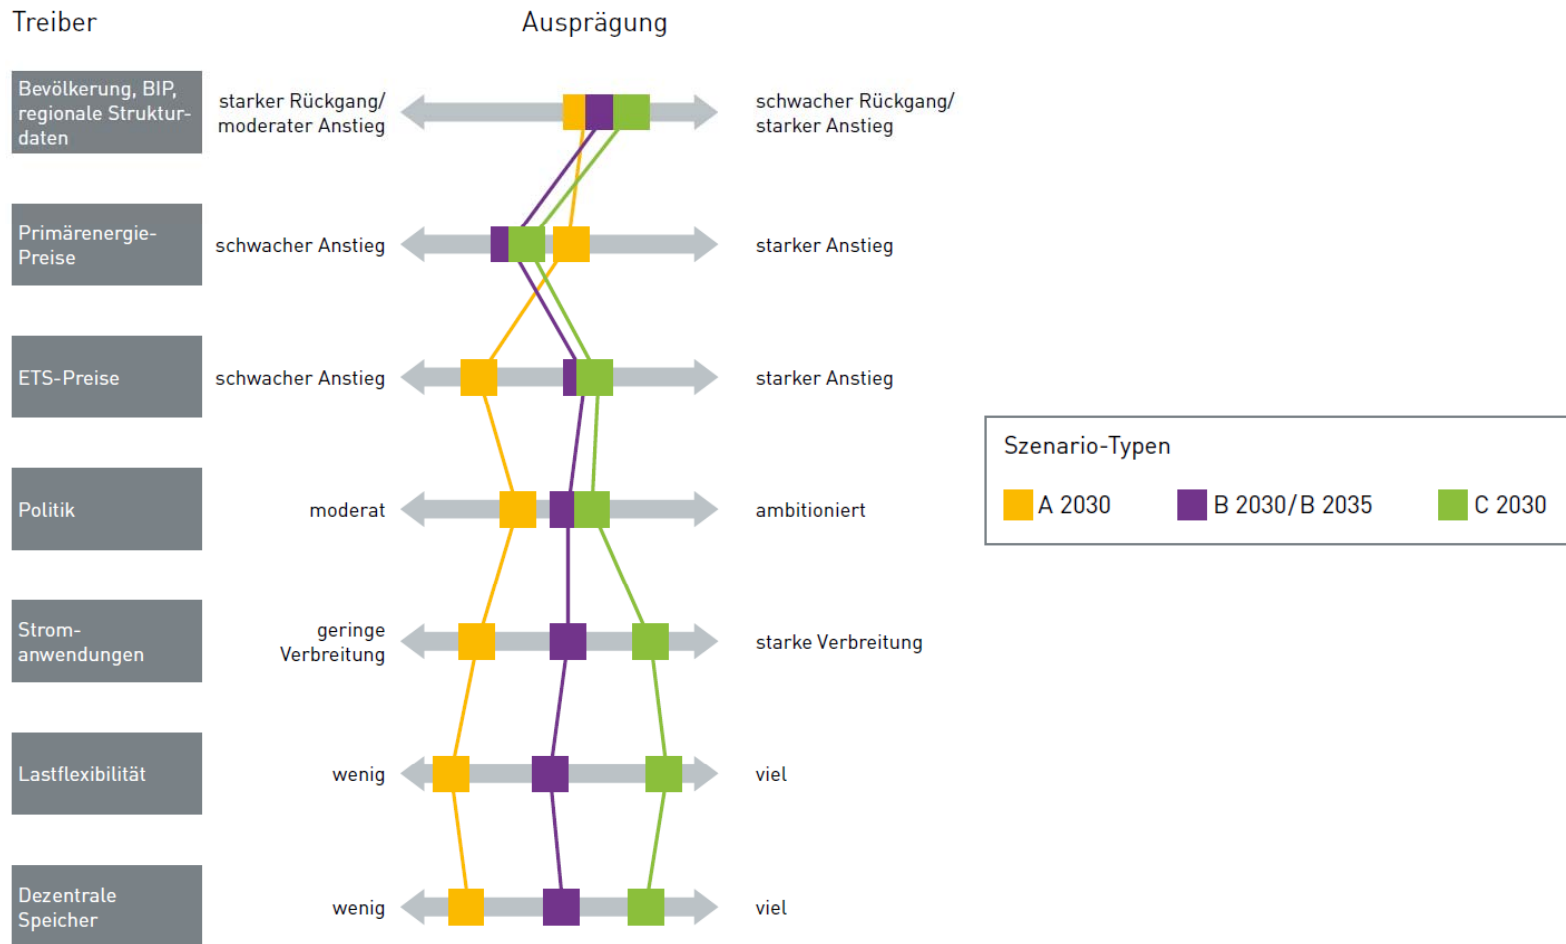 Treiber
Ausprägung
Bevölkerung, BIP,
regionale Struktur-
daten
starker Rückgang/
moderater Anstieg
schwacher Rückgang/
starker Anstieg
Primärenergie-
Preise
schwacher Anstieg
starker Anstieg
ETS-Preise
schwacher Anstieg
starker Anstieg
Szenario-Typen
A 2030
B 2030/B 2035
C 2030
Politik
moderat
ambitioniert
Strom-
anwendungen
geringe
Verbreitung
starke Verbreitung
Lastflexibilität
wenig
viel
Dezentrale
Speicher
wenig
viel